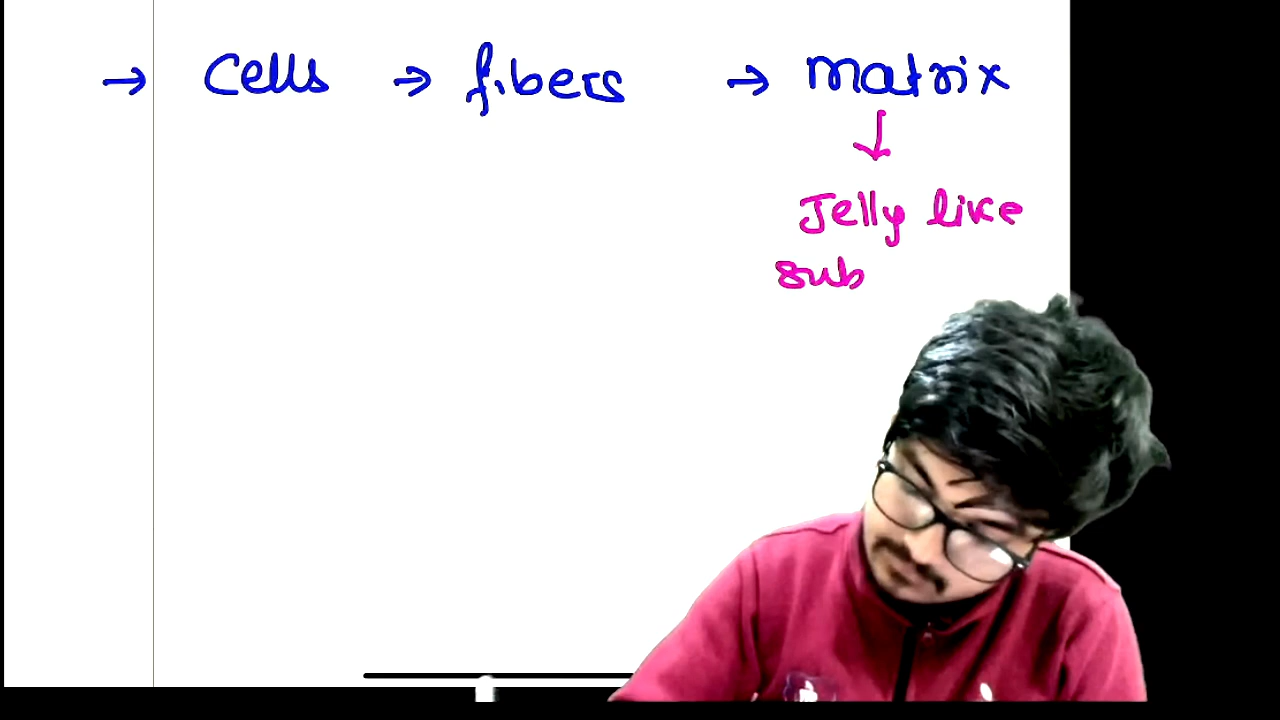 → Cells → fibers → matrix
↓
Jelly like
sub